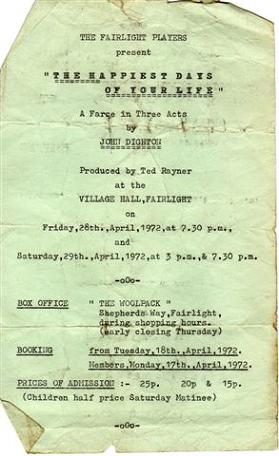 THE FAIRLIGHT PLAYERS
present
"THE HAPPIEST DAYS
OF YOUR LIFE"
A Farce in Three Acts
by
JOHN DIGHTON
Produced by Ted Rayner
at the
VILLAGE HALL,FAIRLIGHT
on
Friday,28th.,April,1972,at 7.30 p.m.,
and
Saturday,29th.,April,1972,at 3 p.m.,& 7.30 p.m.
-oOo-
BOX OFFICE " THE WOOLPACK "
Shepherds Way,Fairlight,
during shopping hours.
(early closing Thursday)
BOOKING from Tuesday,18th.,April,1972.
Members,Monday,17th.,April,1972.
PRICES OF ADMISSION :- 25p. 20p & 15p.
(Children half price Saturday Matinee)
-oOo-